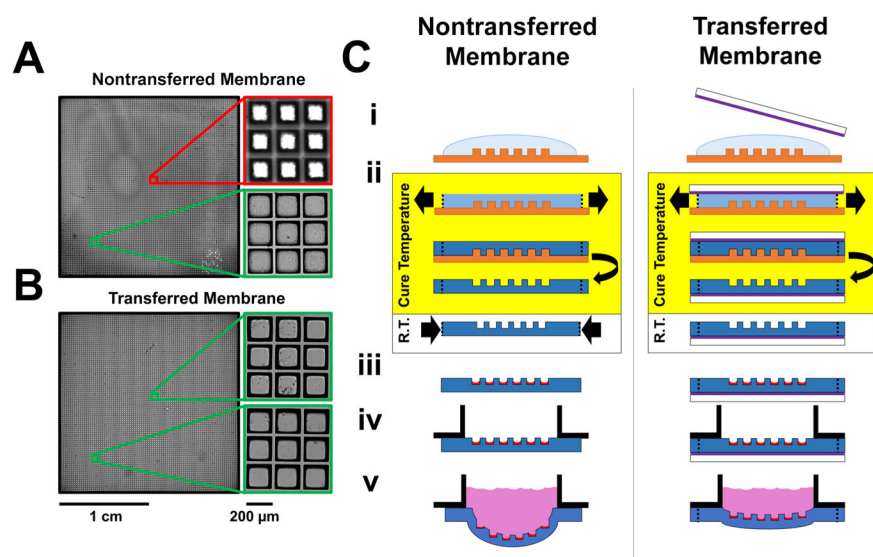 A
Nontransferred Membrane
B
Transferred Membrane
1 cm
200 µm
C
Nontransferred
Membrane
Transferred
Membrane
i
ii
Cure Temperature
R.T.
Cure Temperature
R.T.
iii
iv
v